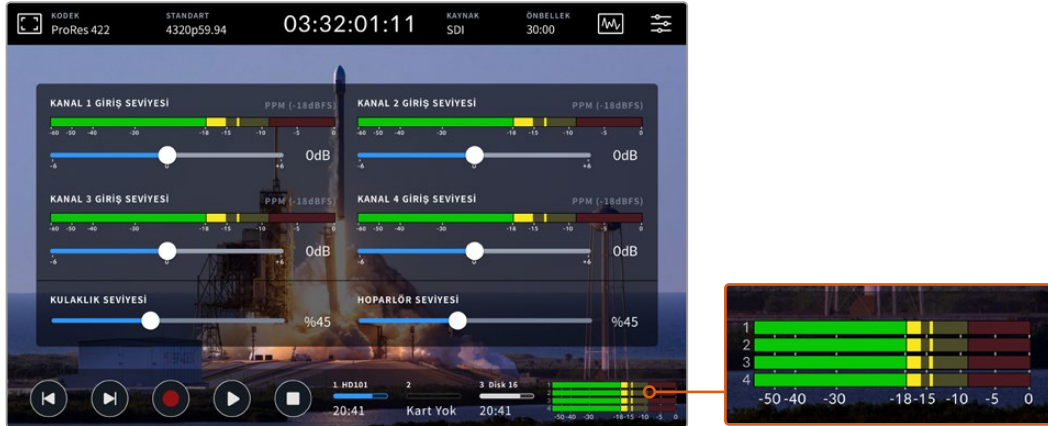 KODEK STANDART KAYNAK ÖNBELLEK
ProRes 422 4320p59.94 03:32:01:11 SDI 30:00
KANAL 1 GİRİŞ SEVİYESİ PPM (-18dBFS)
-60 -50 -40 -30 -18 -15 -10 -5 0
-6 0 +6 0dB
KANAL 2 GİRİŞ SEVİYESİ PPM (-18dBFS)
-60 -50 -40 -30 -18 -15 -10 -5 0
-6 0 +6 0dB
KANAL 3 GİRİŞ SEVİYESİ PPM (-18dBFS)
-60 -50 -40 -30 -18 -15 -10 -5 0
-6 0 +6 0dB
KANAL 4 GİRİŞ SEVİYESİ PPM (-18dBFS)
-60 -50 -40 -30 -18 -15 -10 -5 0
-6 0 +6 0dB
KULAKLIK SEVİYESİ
%45
HOPARLÖR SEVİYESİ
%45
1 HD101 2 3 Disk 16
20:41 Kart Yok 20:41
1
2
3
4
-50 -40 -30 -18 -15 -10 -5 0
1
2
3
4
-50 -40 -30 -18 -15 -10 -5 0